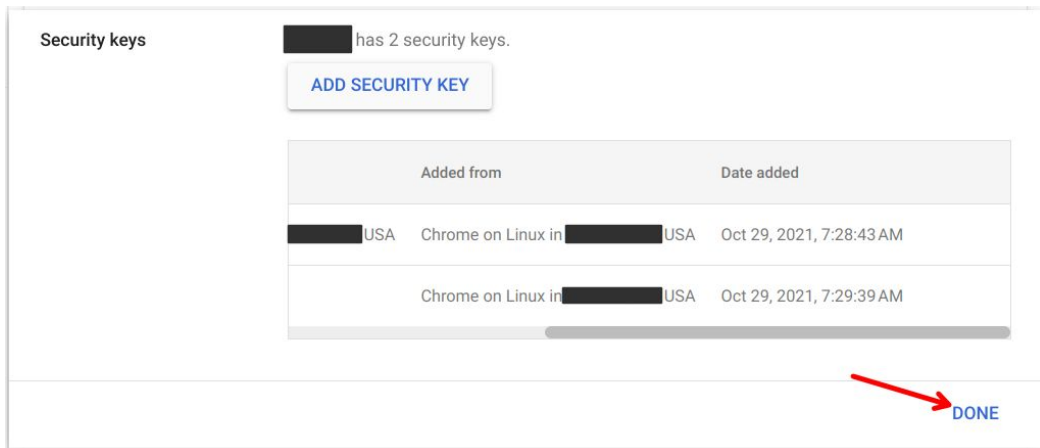 Security keys has 2 security keys.
ADD SECURITY KEY
Added from Date added
USA Chrome on Linux in USA Oct 29, 2021, 7:28:43 AM
Chrome on Linux in USA Oct 29, 2021, 7:29:39 AM
DONE